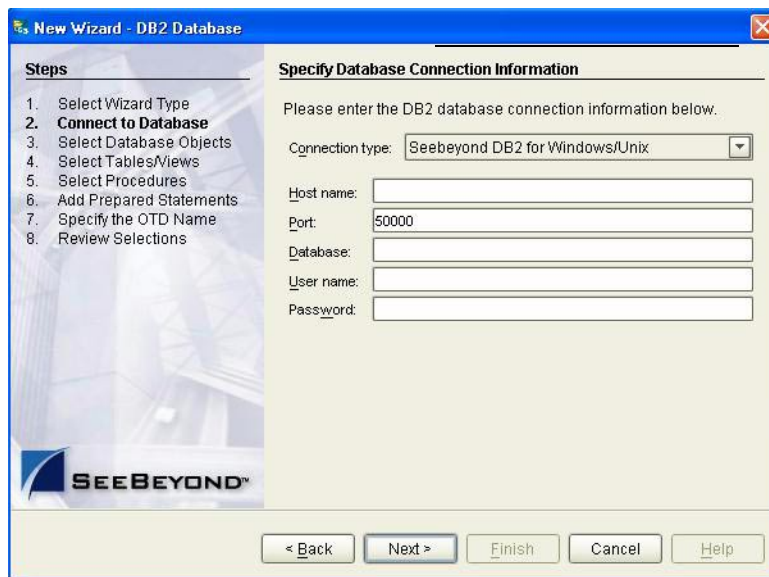 New Wizard - DB2 Database
Steps
1. Select Wizard Type
2. Connect to Database
3. Select Database Objects
4. Select Tables/Views
5. Select Procedures
6. Add Prepared Statements
7. Specify the OTD Name
8. Review Selections
SEEBEYOND™
Specify Database Connection Information
Please enter the DB2 database connection information below.
Connection type: Seebeyond DB2 for Windows/Unix
Host name:
Port: 50000
Database:
User name:
Password:
< Back Next > Finish Cancel Help